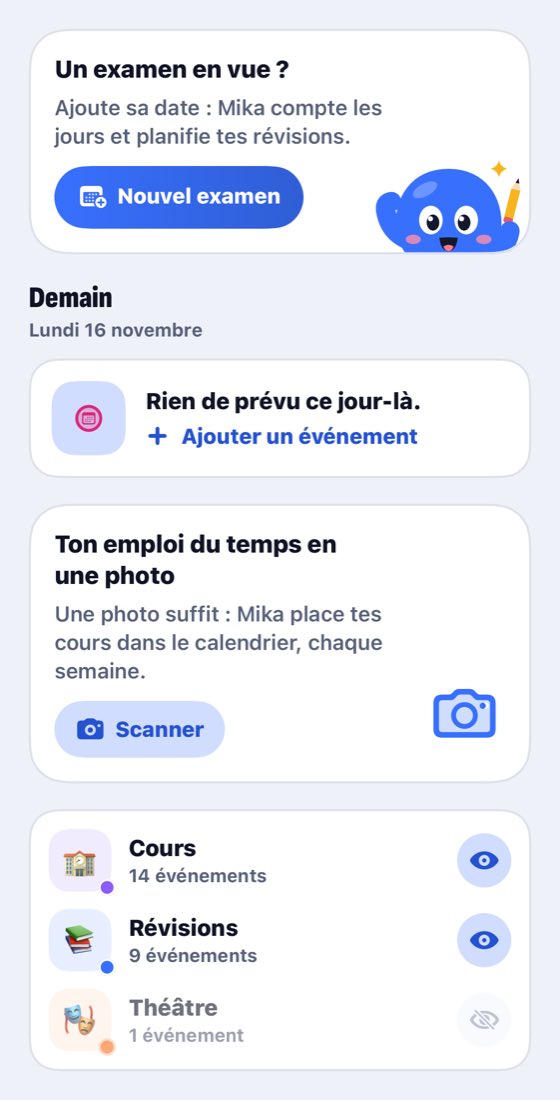 Un examen en vue ?
Ajoute sa date : Mika compte les
jours et planifie tes révisions.
Nouvel examen
Demain
Lundi 16 novembre
Rien de prévu ce jour-là.
Ajouter un événement
Ton emploi du temps en
une photo
Une photo suffit : Mika place tes
cours dans le calendrier, chaque
semaine.
Scanner
Cours
14 événements
Révisions
9 événements
Théâtre
1 événement